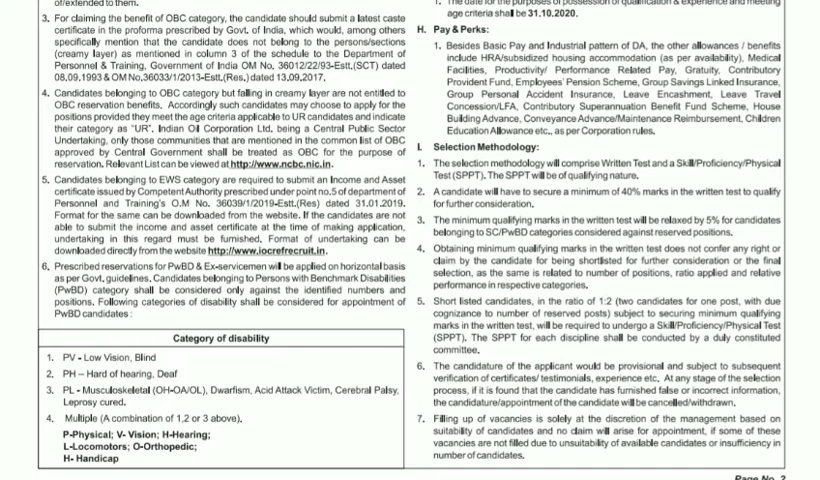 of/extended to them.
3. For claiming the benefit of OBC category, the candidate should submit a latest caste
certificate in the proforma prescribed by Govt. of India, which would, among others
specifically mention that the candidate does not belong to the persons/sections
(creamy layer) as mentioned in column 3 of the schedule to the Department of
Personnel & Training, Government of India OM No. 36012/22/93-Estt.(SCT) dated
08.09.1993 & OM No.36033/1/2013-Estt.(Res.) dated 13.09.2017.
4. Candidates belonging to OBC category but falling in creamy layer are not entitled to
OBC reservation benefits. Accordingly such candidates may choose to apply for the
positions provided they meet the age criteria applicable to UR candidates and indicate
their category as "UR". Indian Oil Corporation Ltd. being a Central Public Sector
Undertaking, only those communities that are mentioned in the common list of OBC
approved by Central Government shall be treated as OBC for the purpose of
reservation. Relevant List can be viewed at http://www.ncbc.nic.in.
5. Candidates belonging to EWS category are required to submit an Income and Asset
certificate issued by Competent Authority prescribed under point no.5 of department of
Personnel and Training's O.M No. 36039/1/2019-Estt.(Res) dated 31.01.2019.
Format for the same can be downloaded from the website. If the candidates are not
able to submit the income and asset certificate at the time of making application,
undertaking in this regard must be furnished. Format of undertaking can be
downloaded directly from the website http://www.iocrefrecruit.in.
6. Prescribed reservations for PwBD & Ex-servicemen will be applied on horizontal basis
as per Govt. guidelines. Candidates belonging to Persons with Benchmark Disabilities
(PwBD) category shall be considered only against the identified numbers and
positions. Following categories of disability shall be considered for appointment of
PwBD candidates :
Category of disability
1. PV - Low Vision, Blind
2. PH – Hard of hearing, Deaf
3. PL - Musculoskeletal (OH-OA/OL), Dwarfism, Acid Attack Victim, Cerebral Palsy,
Leprosy cured.
4. Multiple (A combination of 1,2 or 3 above).
P-Physical; V- Vision; H-Hearing;
L-Locomotors; O-Orthopedic;
H- Handicap
1. The date for the purposes of possession of qualification & experience and meeting
age criteria shall be 31.10.2020.
H. Pay & Perks:
1. Besides Basic Pay and Industrial pattern of DA, the other allowances / benefits
include HRA/subsidized housing accommodation (as per availability), Medical
Facilities, Productivity/ Performance Related Pay, Gratuity, Contributory
Provident Fund, Employees' Pension Scheme, Group Savings Linked Insurance,
Group Personal Accident Insurance, Leave Encashment, Leave Travel
Concession/LFA, Contributory Superannuation Benefit Fund Scheme, House
Building Advance, Conveyance Advance/Maintenance Reimbursement, Children
Education Allowance etc., as per Corporation rules.
I. Selection Methodology:
1. The selection methodology will comprise Written Test and a Skill/Proficiency/Physical
Test (SPPT). The SPPT will be of qualifying nature.
2. A candidate will have to secure a minimum of 40% marks in the written test to qualify
for further consideration.
3. The minimum qualifying marks in the written test will be relaxed by 5% for candidates
belonging to SC/PwBD categories considered against reserved positions.
4. Obtaining minimum qualifying marks in the written test does not confer any right or
claim by the candidate for being shortlisted for further consideration or the final
selection, as the same is related to number of positions, ratio applied and relative
performance in respective categories.
5. Short listed candidates, in the ratio of 1:2 (two candidates for one post, with due
cognizance to number of reserved posts) subject to securing minimum qualifying
marks in the written test, will be required to undergo a Skill/Proficiency/Physical Test
(SPPT). The SPPT for each discipline shall be conducted by a duly constituted
committee.
6. The candidature of the applicant would be provisional and subject to subsequent
verification of certificates/ testimonials, experience etc. At any stage of the selection
process, if it is found that the candidate has furnished false or incorrect information,
the candidature/appointment of the candidate will be cancelled/withdrawn.
7. Filling up of vacancies is solely at the discretion of the management based on
suitability of candidates and no claim will arise for appointment, if some of these
vacancies are not filled due to unsuitability of available candidates or insufficiency in
number of candidates.
Page No. 2